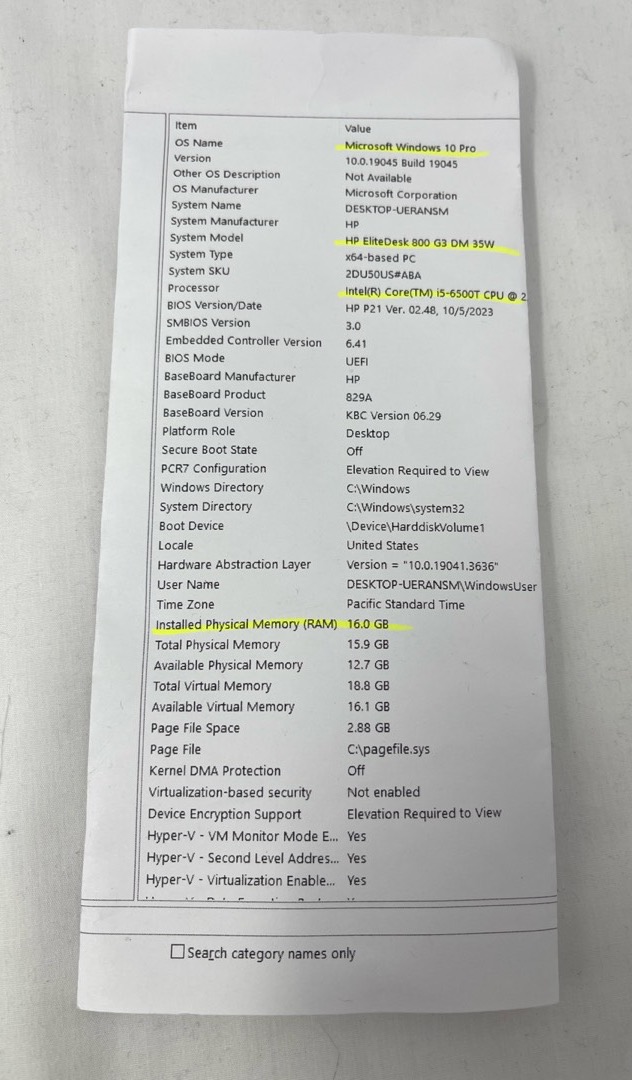 Item Value
OS Name Microsoft Windows 10 Pro
Version 10.0.19045 Build 19045
Other OS Description Not Available
OS Manufacturer Microsoft Corporation
System Name DESKTOP-UERANSM
System Manufacturer HP
System Model HP EliteDesk 800 G3 DM 35W
System Type x64-based PC
System SKU 2DU50US#ABA
Processor Intel(R) Core(TM) i5-6500T CPU @ 2
BIOS Version/Date HP P21 Ver. 02.48, 10/5/2023
SMBIOS Version 3.0
Embedded Controller Version 6.41
BIOS Mode UEFI
BaseBoard Manufacturer HP
BaseBoard Product 829A
BaseBoard Version KBC Version 06.29
Platform Role Desktop
Secure Boot State Off
PCR7 Configuration Elevation Required to View
Windows Directory C:\Windows
System Directory C:\Windows\system32
Boot Device \Device\HarddiskVolume1
Locale United States
Hardware Abstraction Layer Version = "10.0.19041.3636"
User Name DESKTOP-UERANSM\WindowsUser
Time Zone Pacific Standard Time
Installed Physical Memory (RAM) 16.0 GB
Total Physical Memory 15.9 GB
Available Physical Memory 12.7 GB
Total Virtual Memory 18.8 GB
Available Virtual Memory 16.1 GB
Page File Space 2.88 GB
Page File C:\pagefile.sys
Kernel DMA Protection Off
Virtualization-based security Not enabled
Device Encryption Support Elevation Required to View
Hyper-V - VM Monitor Mode E... Yes
Hyper-V - Second Level Addres... Yes
Hyper-V - Virtualization Enable... Yes
Search category names only